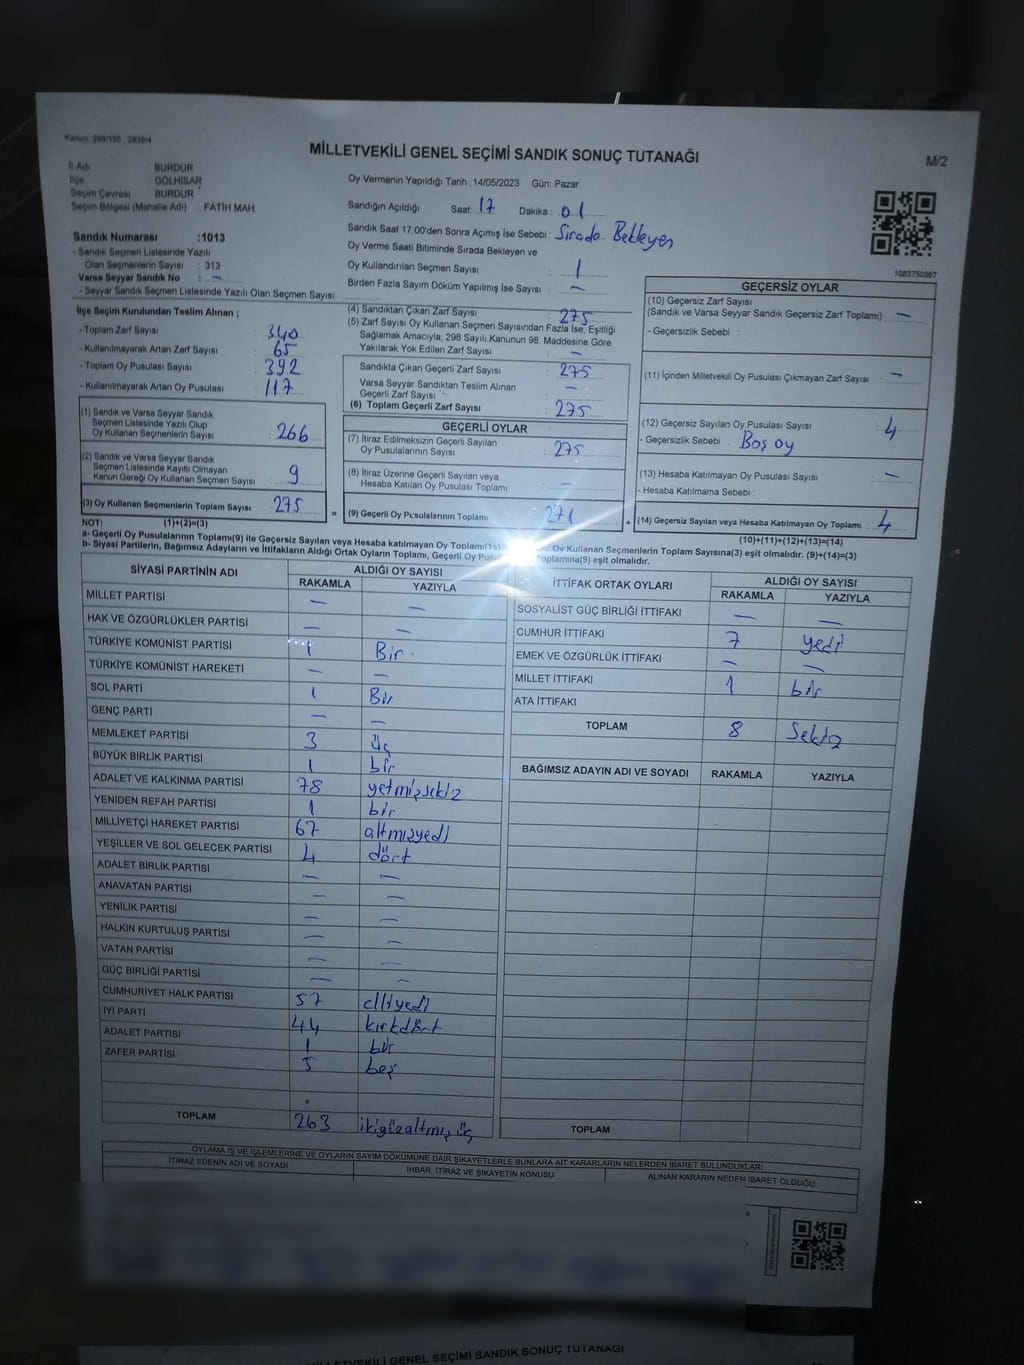 Kanun: 298/105 , 2839/4
MİLLETVEKİLİ GENEL SEÇİMİ SANDIK SONUÇ TUTANAĞI
M/2
İl Adı : BURDUR
İlçe : GÖLHİSAR
Seçim Çevresi : BURDUR
Seçim Bölgesi (Mahalle Adı) : FATİH MAH
Oy Vermenin Yapıldığı Tarih :14/05/2023 Gün: Pazar
Sandığın Açıldığı Saat: 17 Dakika: 01
Sandık Saat 17:00'den Sonra Açımış İse Sebebi : Sırada Bekleyen
Oy Verme Saati Bitiminde Sırada Bekleyen ve
Oy Kullandırılan Seçmen Sayısı : 1
Birden Fazla Sayım Döküm Yapılmış İse Sayısı : —
1083750367
Sandık Numarası :1013
- Sandık Seçmen Listesinde Yazılı
Olan Seçmenlerin Sayısı : 313
Varsa Seyyar Sandık No : —
- Seyyar Sandık Seçmen Listesinde Yazılı Olan Seçmen Sayısı:
İlçe Seçim Kurulundan Teslim Alınan ;
- Toplam Zarf Sayısı : 340
- Kullanılmayarak Artan Zarf Sayısı : 65
- Toplam Oy Pusulası Sayısı : 392
- Kullanılmayarak Artan Oy Pusulası : 117
(1) Sandık ve Varsa Seyyar Sandık
Seçmen Listesinde Yazılı Olup
Oy Kullanan Seçmenlerin Sayısı : 266
(2) Sandık ve Varsa Seyyar Sandık
Seçmen Listesinde Kayıtlı Olmayan
Kanun Gereği Oy Kullanan Seçmen Sayısı : 9
(3) Oy Kullanan Seçmenlerin Toplam Sayısı : 275
(4) Sandıktan Çıkan Zarf Sayısı : 275
(5) Zarf Sayısı Oy Kullanan Seçmen Sayısından Fazla İse, Eşitliği
Sağlamak Amacıyla; 298 Sayılı Kanunun 98. Maddesine Göre
Yakılarak Yok Edilen Zarf Sayısı : —
Sandıkta Çıkan Geçerli Zarf Sayısı : 275
Varsa Seyyar Sandıktan Teslim Alınan
Geçerli Zarf Sayısı : —
(6) Toplam Geçerli Zarf Sayısı : 275
GEÇERLİ OYLAR
(7) İtiraz Edilmeksizin Geçerli Sayılan
Oy Pusulalarının Sayısı : 275
(8) İtiraz Üzerine Geçerli Sayılan veya
Hesaba Katılan Oy Pusulası Toplamı : —
= (9) Geçerli Oy Pusulalarının Toplamı : 271
GEÇERSİZ OYLAR
(10) Geçersiz Zarf Sayısı
(Sandık ve Varsa Seyyar Sandık Geçersiz Zarf Toplamı) : —
- Geçersizlik Sebebi :
(11) İçinden Milletvekili Oy Pusulası Çıkmayan Zarf Sayısı : —
(12) Geçersiz Sayılan Oy Pusulası Sayısı : 4
- Geçersizlik Sebebi : Boş oy
(13) Hesaba Katılmayan Oy Pusulası Sayısı : —
- Hesaba Katılmama Sebebi :
+ (14) Geçersiz Sayılan veya Hesaba Katılmayan Oy Toplamı : 4
NOT: (1)+(2)=(3)
(10)+(11)+(12)+(13)=(14)
a- Geçerli Oy Pusulalarının Toplamı(9) ile Geçersiz Sayılan veya Hesaba katılmayan Oy Toplamı(14) Oy Kullanan Seçmenlerin Toplam Sayısına(3) eşit olmalıdır. (9)+(14)=(3)
b- Siyasi Partilerin, Bağımsız Adayların ve İttifakların Aldığı Ortak Oyların Toplamı, Geçerli Oy Toplamına(9) eşit olmalıdır.
SİYASİ PARTİNİN ADI ALDIĞI OY SAYISI
RAKAMLA YAZIYLA
MİLLET PARTİSİ — —
HAK VE ÖZGÜRLÜKLER PARTİSİ — —
TÜRKİYE KOMÜNİST PARTİSİ 1 Bir
TÜRKİYE KOMÜNİST HAREKETİ — —
SOL PARTİ 1 Bir
GENÇ PARTİ — —
MEMLEKET PARTİSİ 3 üç
BÜYÜK BİRLİK PARTİSİ 1 bir
ADALET VE KALKINMA PARTİSİ 78 yetmişsekiz
YENİDEN REFAH PARTİSİ 1 bir
MİLLİYETÇİ HAREKET PARTİSİ 67 altmışyedi
YEŞİLLER VE SOL GELECEK PARTİSİ 4 dört
ADALET BİRLİK PARTİSİ — —
ANAVATAN PARTİSİ — —
YENİLİK PARTİSİ — —
HALKIN KURTULUŞ PARTİSİ — —
VATAN PARTİSİ — —
GÜÇ BİRLİĞİ PARTİSİ — —
CUMHURİYET HALK PARTİSİ 57 elliyedi
İYİ PARTİ 44 kırkdört
ADALET PARTİSİ 1 bir
ZAFER PARTİSİ 5 beş
TOPLAM 263 ikiyüzaltmışüç
İTTİFAK ORTAK OYLARI ALDIĞI OY SAYISI
RAKAMLA YAZIYLA
SOSYALİST GÜÇ BİRLİĞİ İTTİFAKI — —
CUMHUR İTTİFAKI 7 yedi
EMEK VE ÖZGÜRLÜK İTTİFAKI — —
MİLLET İTTİFAKI 1 bir
ATA İTTİFAKI
TOPLAM 8 Sekiz
BAĞIMSIZ ADAYIN ADI VE SOYADI RAKAMLA YAZIYLA
TOPLAM
OYLAMA İŞ VE İŞLEMLERİNE VE OYLARIN SAYIM DÖKÜMÜNE DAİR ŞİKAYETLERLE BUNLARA AİT KARARLARIN NELERDEN İBARET BULUNDUKLARI
İTİRAZ EDENİN ADI VE SOYADI İHBAR, İTİRAZ VE ŞİKAYETİN KONUSU ALINAN KARARIN NEDEN İBARET OLDUĞU
MİLLETVEKİLİ GENEL SEÇİMİ SANDIK SONUÇ TUTANAĞI